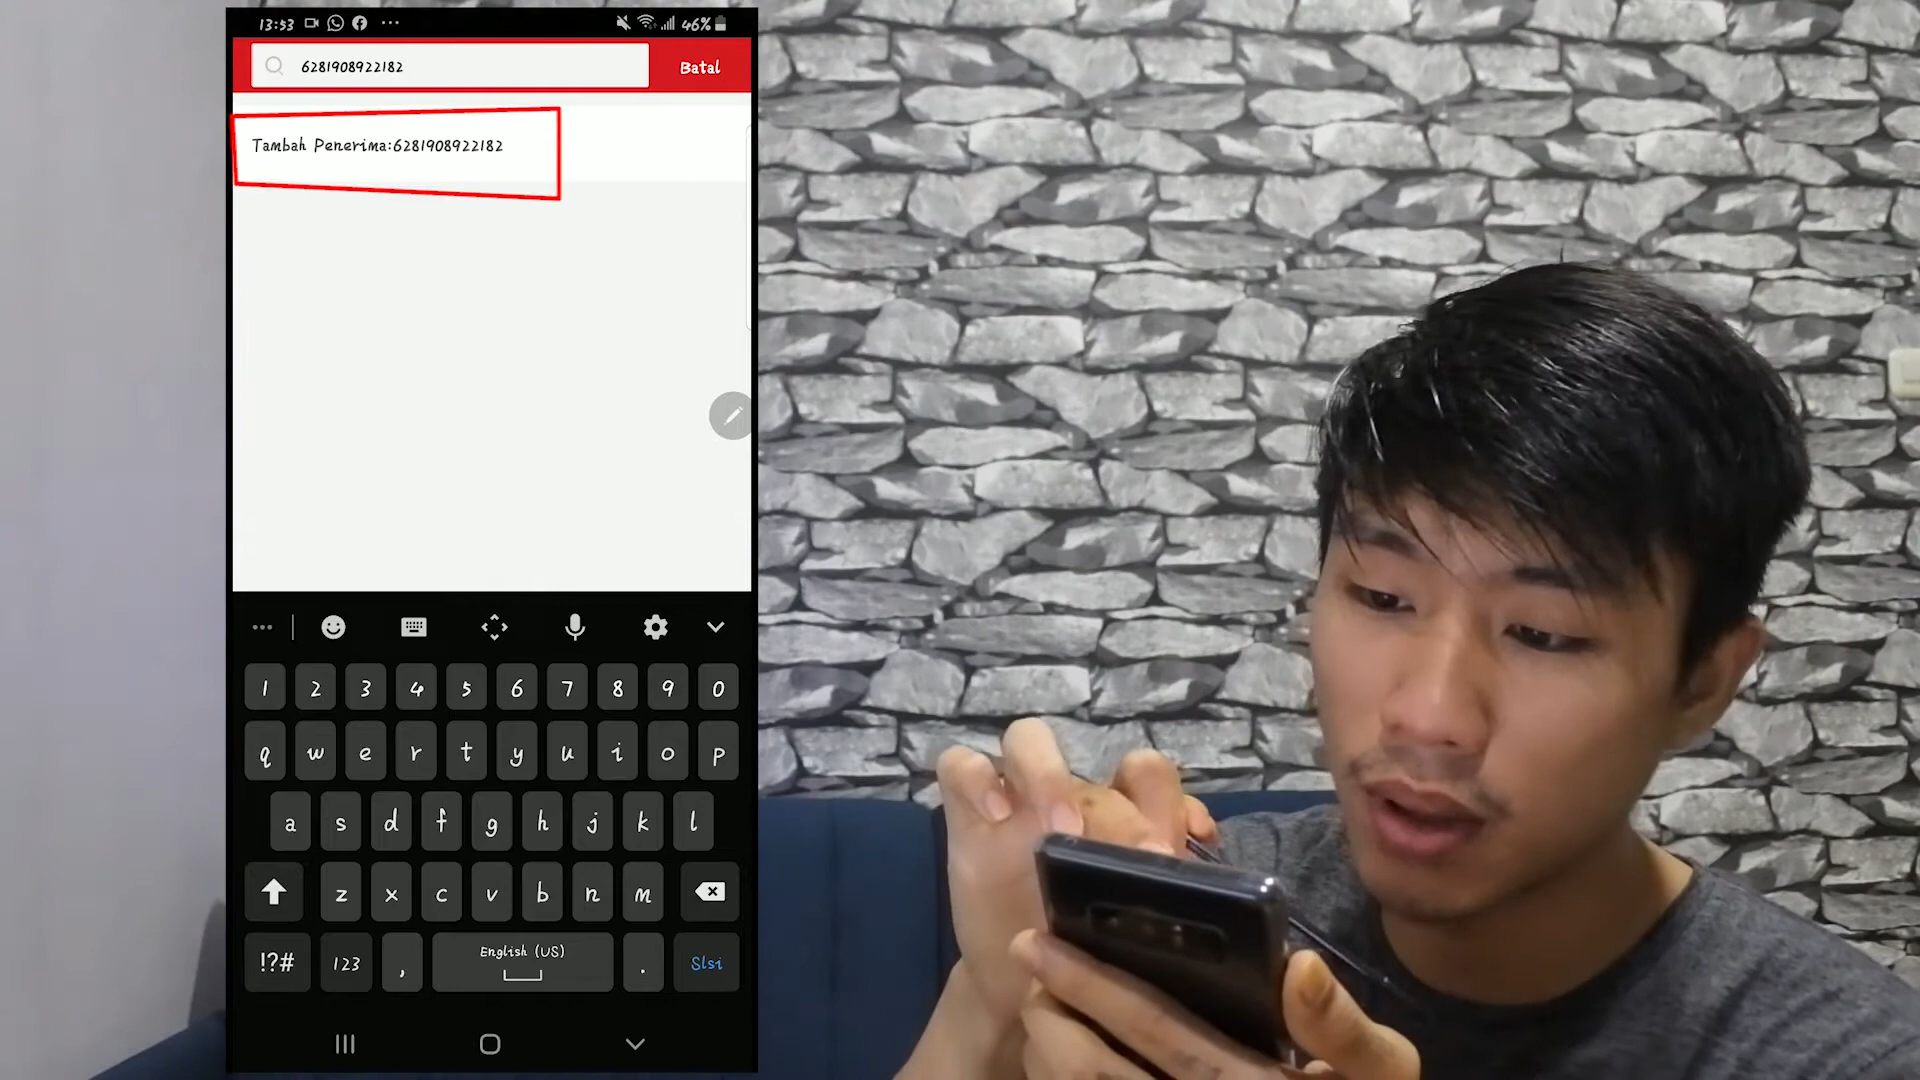 13:53 46%
6281908922182 Batal
Tambah Penerima:6281908922182
1 2 3 4 5 6 7 8 9 0
q w e r t y u i o p
a s d f g h j k l
z x c v b n m
!?# 123 , English (US) . Slsi